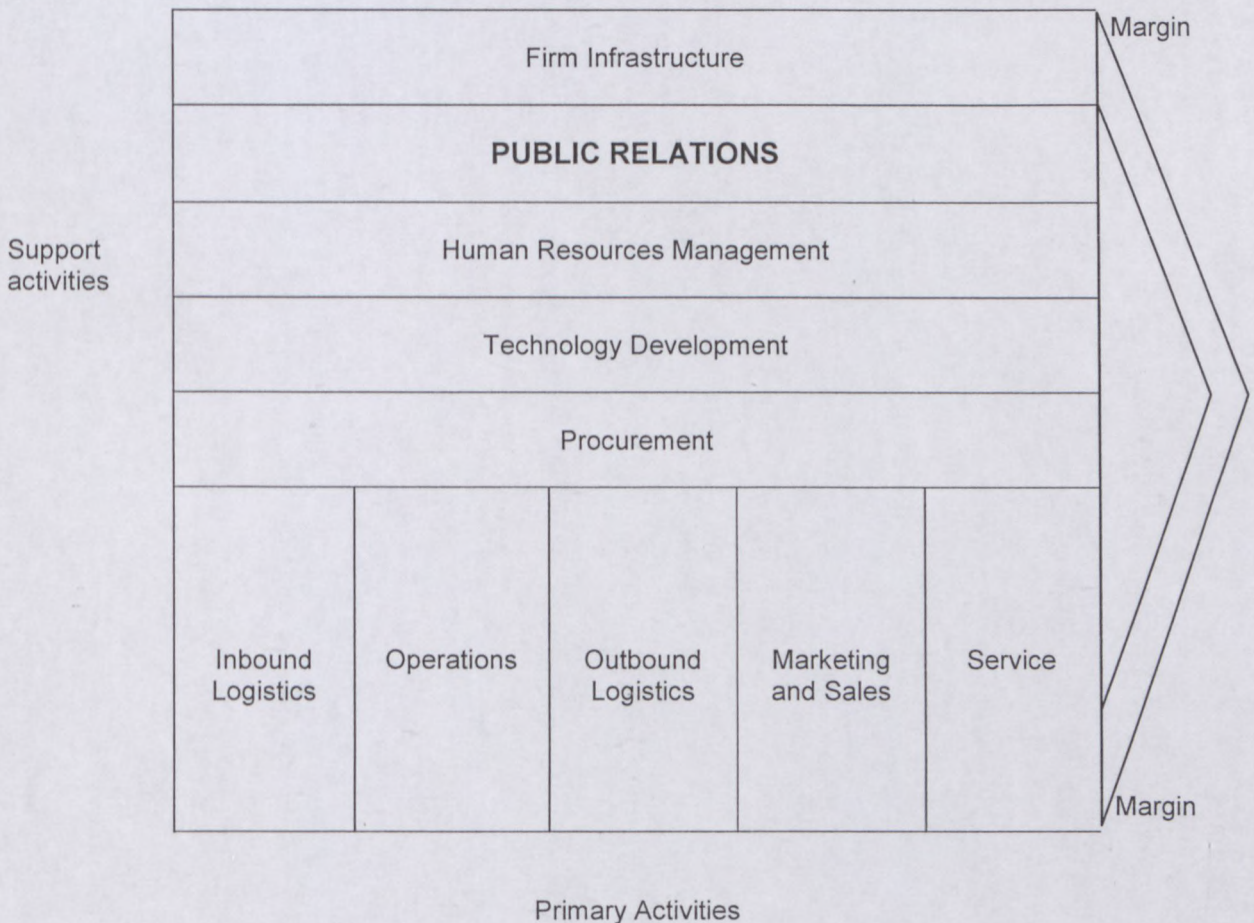 Margin
Firm Infrastructure
PUBLIC RELATIONS
Support
activities
Human Resources Management
Technology Development
Procurement
Inbound
Logistics
Operations
Outbound
Logistics
Marketing
and Sales
Service
Margin
Primary Activities